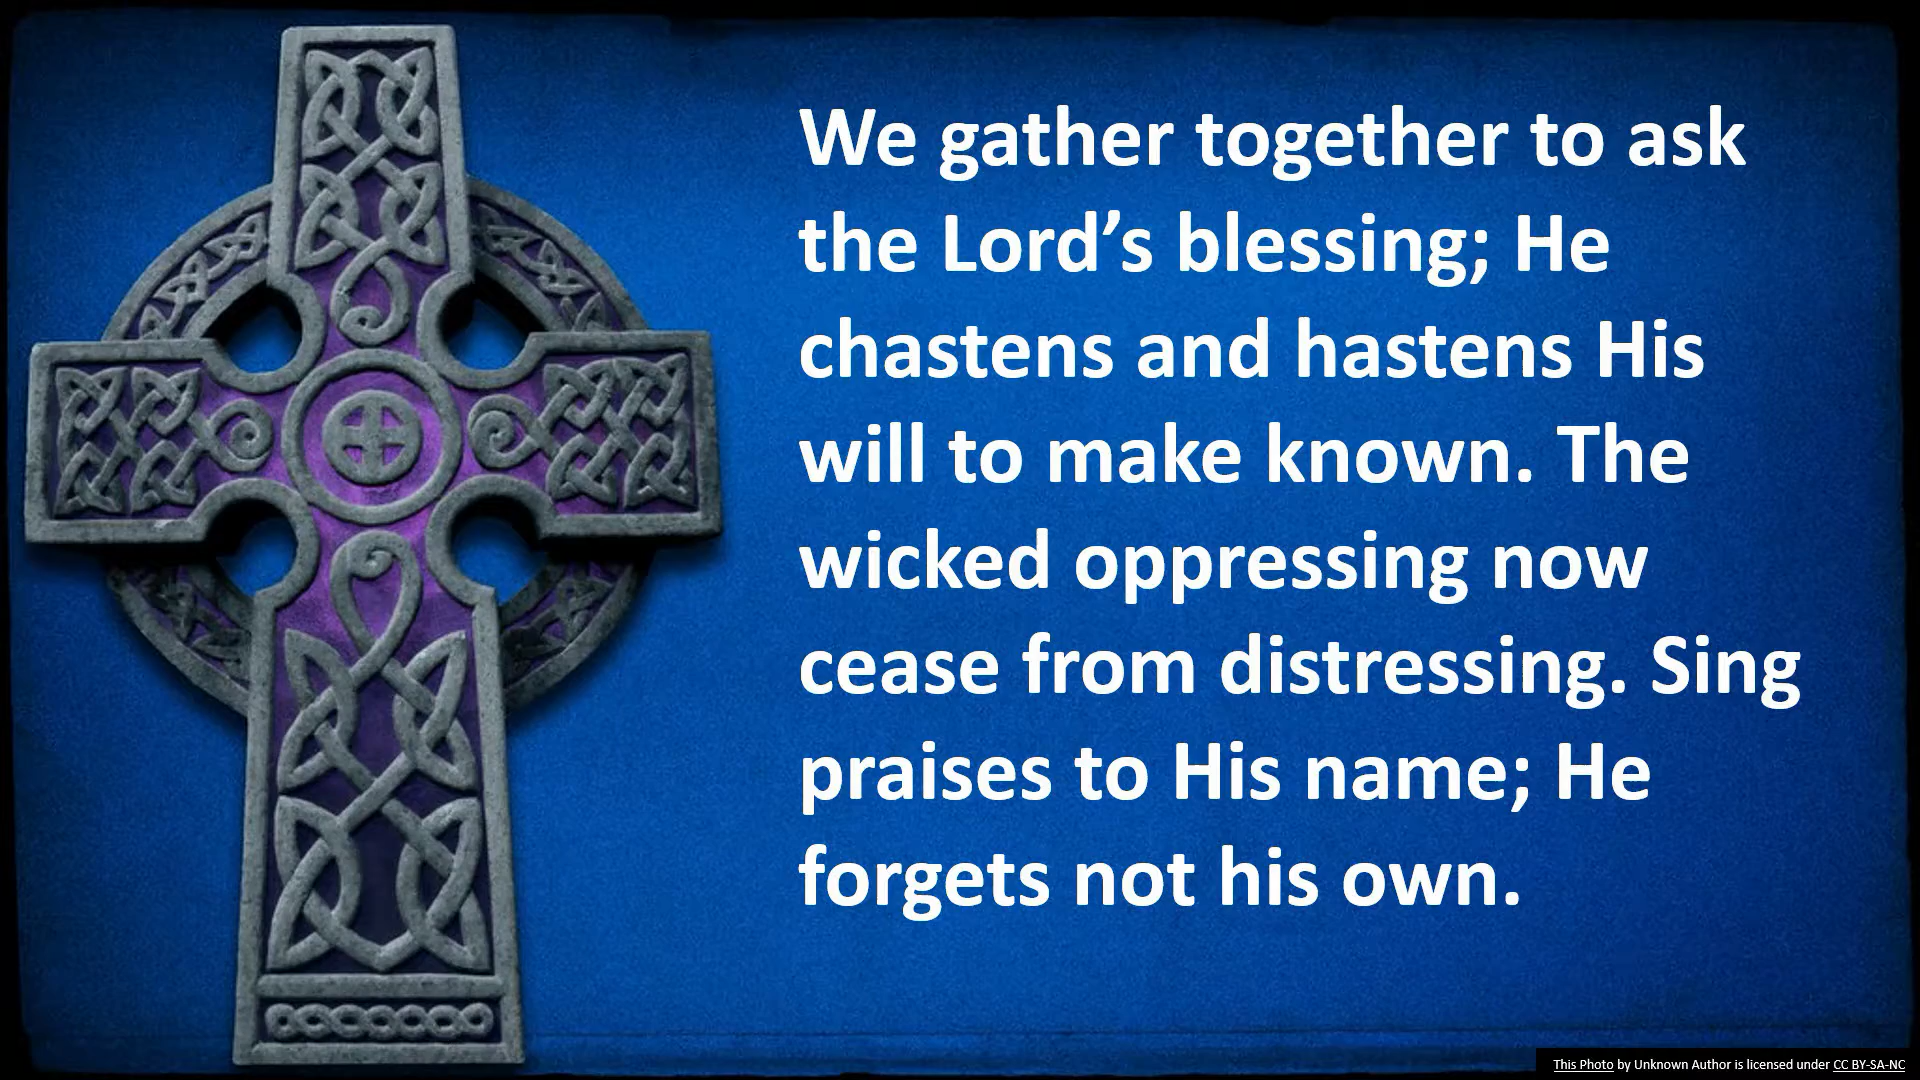 We gather together to ask
the Lord’s blessing; He
chastens and hastens His
will to make known. The
wicked oppressing now
cease from distressing. Sing
praises to His name; He
forgets not his own.
This Photo by Unknown Author is licensed under CC BY-SA-NC